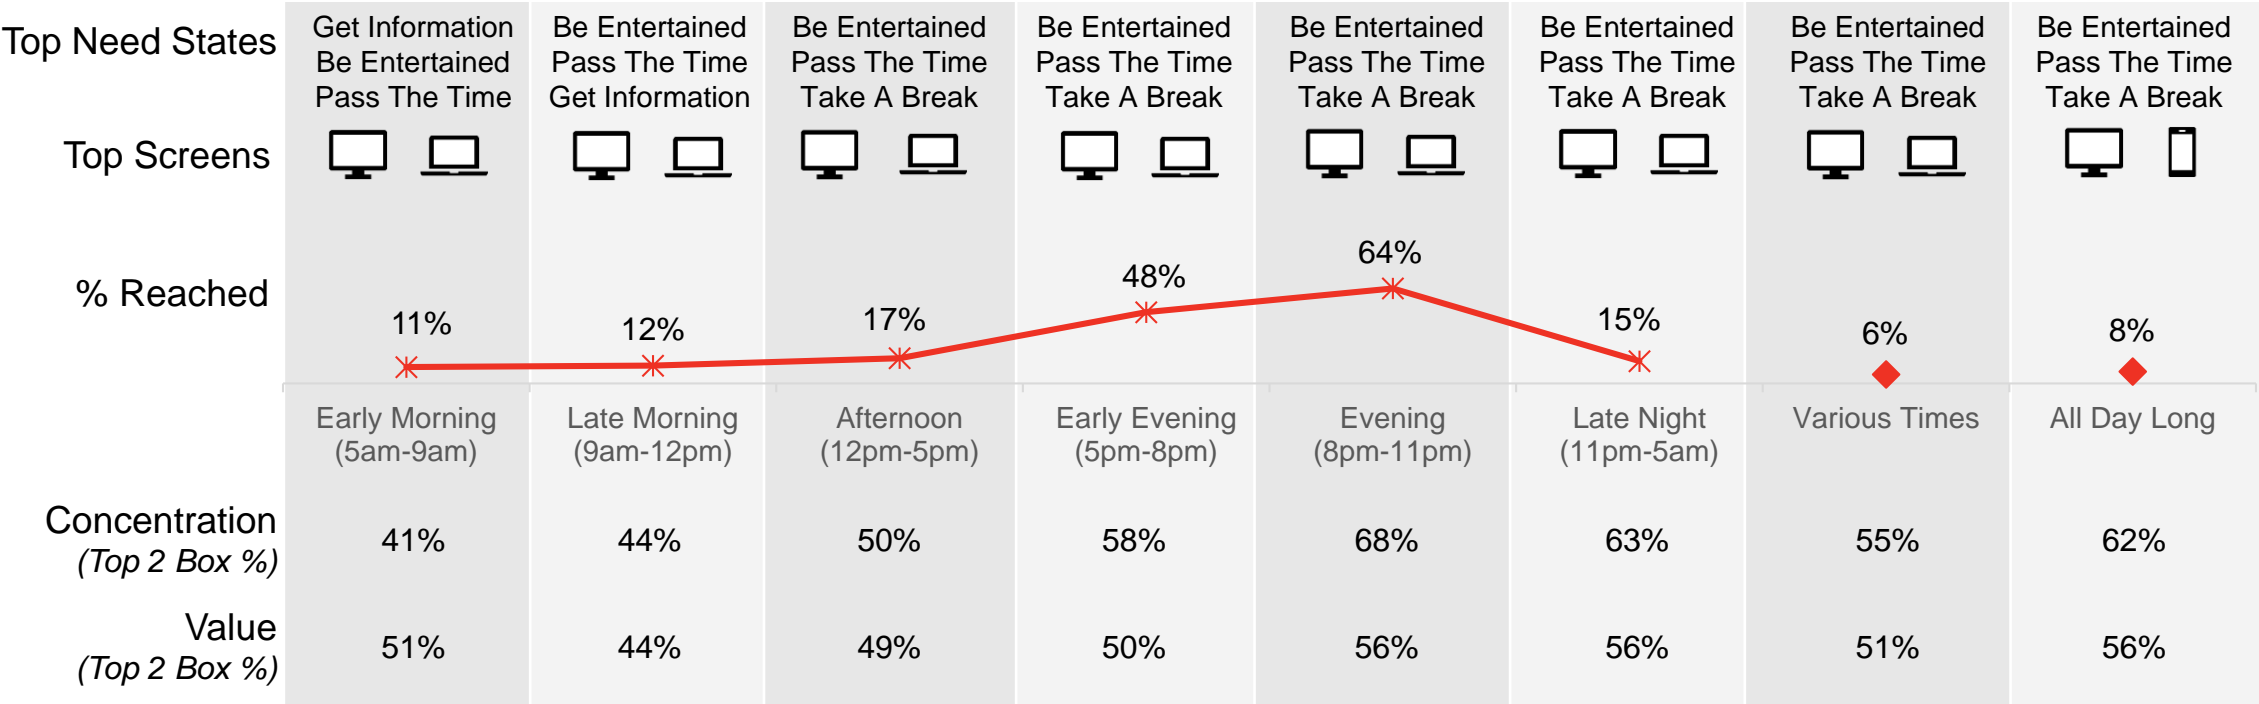 Top Need States
Get Information
Be Entertained
Pass The Time
Be Entertained
Pass The Time
Get Information
Be Entertained
Pass The Time
Take A Break
Be Entertained
Pass The Time
Take A Break
Be Entertained
Pass The Time
Take A Break
Be Entertained
Pass The Time
Take A Break
Be Entertained
Pass The Time
Take A Break
Be Entertained
Pass The Time
Take A Break
Top Screens
% Reached
11%
12%
17%
48%
64%
15%
6%
8%
Early Morning
(5am-9am)
Late Morning
(9am-12pm)
Afternoon
(12pm-5pm)
Early Evening
(5pm-8pm)
Evening
(8pm-11pm)
Late Night
(11pm-5am)
Various Times
All Day Long
Concentration
(Top 2 Box %)
41%
44%
50%
58%
68%
63%
55%
62%
Value
(Top 2 Box %)
51%
44%
49%
50%
56%
56%
51%
56%